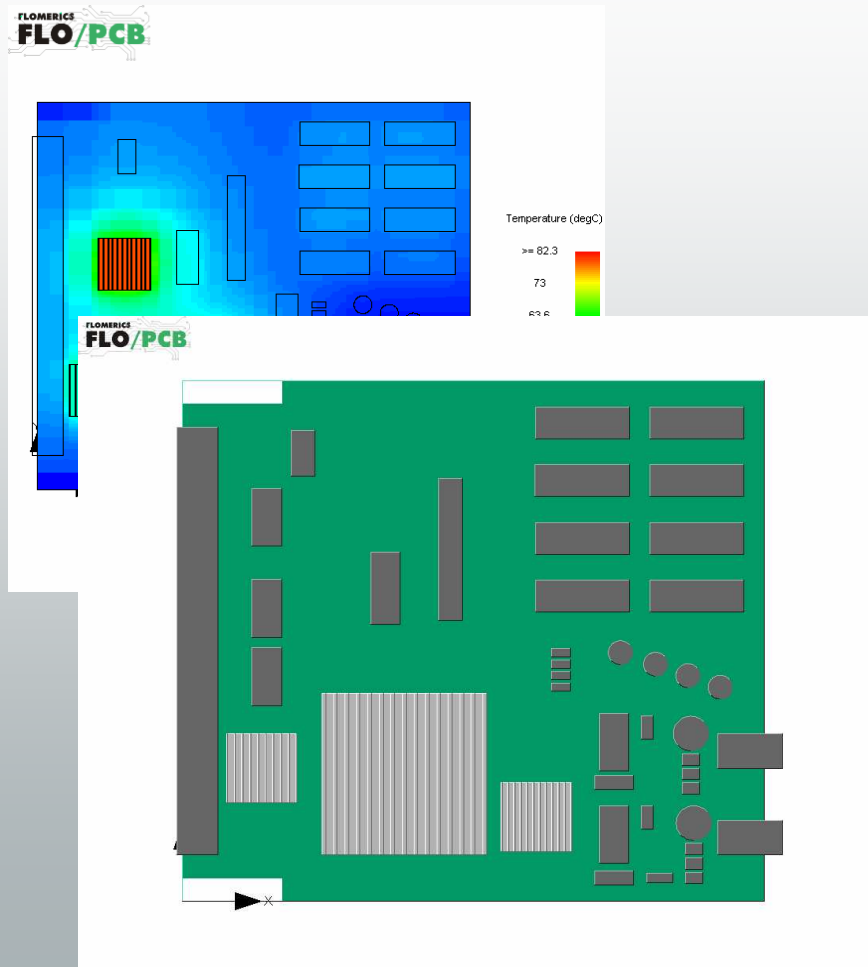 FLOMERICS
FLO/PCB
Temperature (degC)
>= 82.3
73
63.6
FLOMERICS
FLO/PCB
X